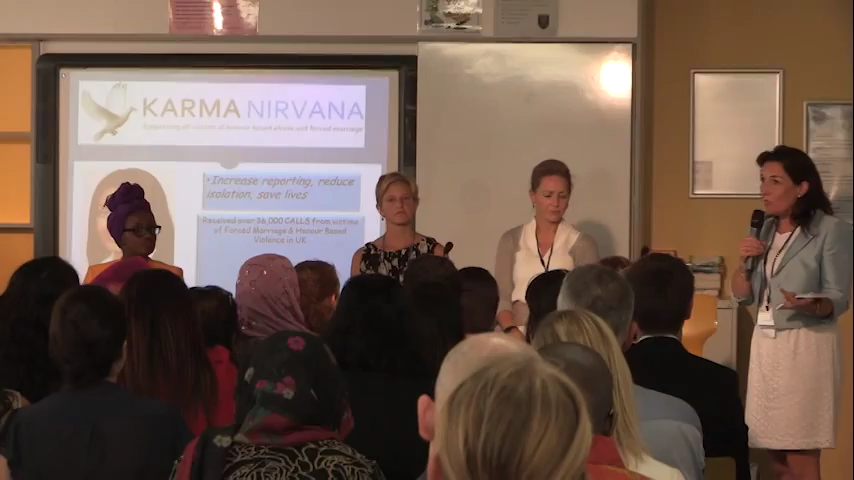 KARMA NIRVANA
Supporting all victims of honour based abuse and forced marriage
•Increase reporting, reduce
isolation, save lives
Received over 36,000 CALLS from victims
of Forced Marriage & Honour Based
Violence in UK